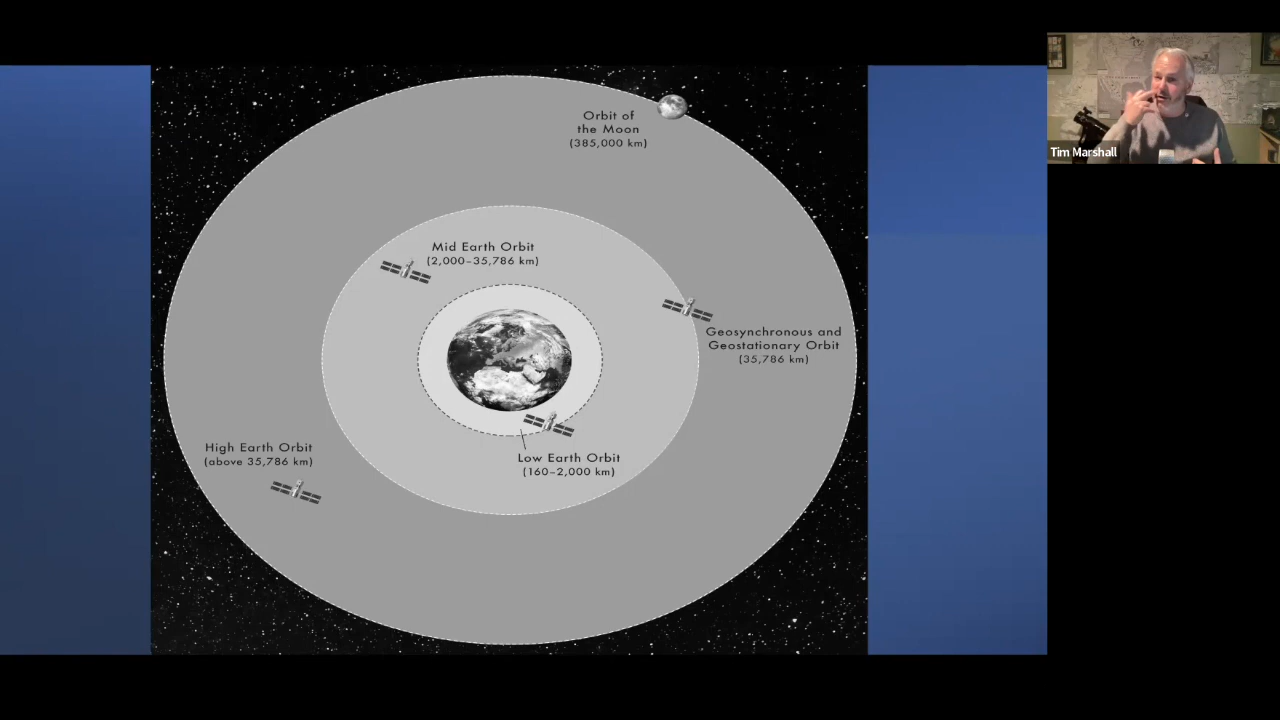 Orbit of
the Moon
(385,000 km)
Mid Earth Orbit
(2,000–35,786 km)
Geosynchronous and
Geostationary Orbit
(35,786 km)
High Earth Orbit
(above 35,786 km)
Low Earth Orbit
(160–2,000 km)
Tim Marshall